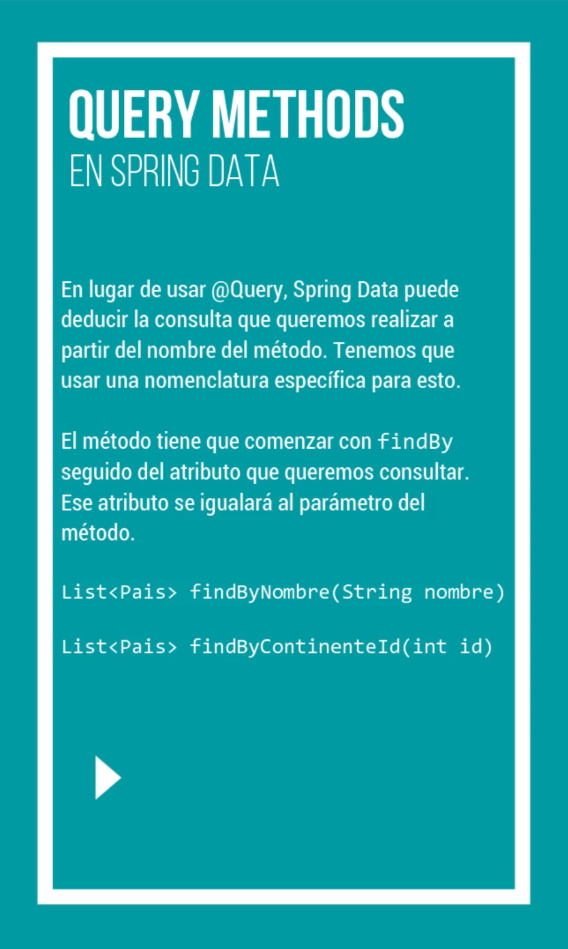 QUERY METHODS
EN SPRING DATA
En lugar de usar @Query, Spring Data puede
deducir la consulta que queremos realizar a
partir del nombre del método. Tenemos que
usar una nomenclatura específica para esto.
El método tiene que comenzar con findBy
seguido del atributo que queremos consultar.
Ese atributo se igualará al parámetro del
método.
List<Pais> findByNombre(String nombre)
List<Pais> findByContinenteId(int id)